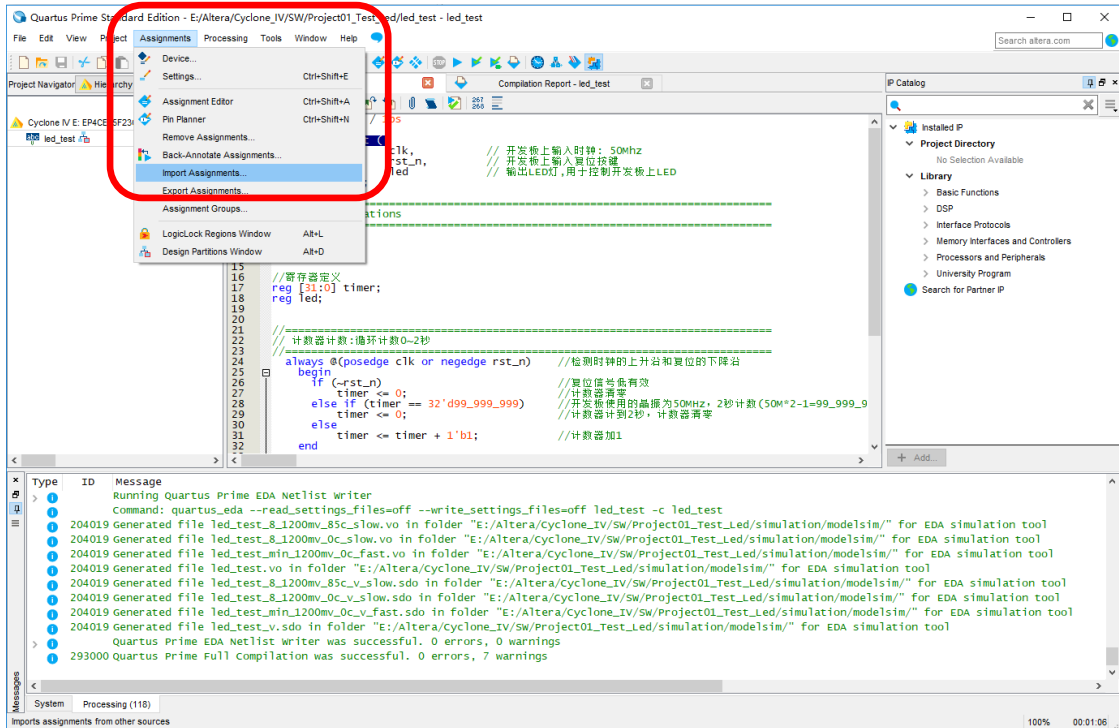 Quartus Prime Standard Edition - E:/Altera/Cyclone_IV/SW/Project01_Test_Led/led_test - led_test
File Edit View Project Assignments Processing Tools Window Help
Search altera.com
Device...
Settings... Ctrl+Shift+E
Assignment Editor Ctrl+Shift+A
Pin Planner Ctrl+Shift+N
Remove Assignments...
Back-Annotate Assignments...
Import Assignments...
Export Assignments...
Assignment Groups...
LogicLock Regions Window Alt+L
Design Partitions Window Alt+D
Project Navigator Hierarchy
Cyclone IV E: EP4CE
led_test
Compilation Report - led_test
267
268
clk, // 开发板上输入时钟: 50Mhz
rst_n, // 开发板上输入复位按键
led // 输出LED灯,用于控制开发板上LED
========================================================================
ations
========================================================================
15
16 //寄存器定义
17 reg [31:0] timer;
18 reg led;
19
20
21 //===========================================================================
22 // 计数器计数:循环计数0~2秒
23 //===========================================================================
24 always @(posedge clk or negedge rst_n) //检测时钟的上升沿和复位的下降沿
25 begin
26 if (~rst_n) //复位信号低有效
27 timer <= 0; //计数器清零
28 else if (timer == 32'd99_999_999) //开发板使用的晶振为50MHz, 2秒计数(50M*2-1=99_999_9
29 timer <= 0; //计数器计到2秒, 计数器清零
30 else
31 timer <= timer + 1'b1; //计数器加1
32 end
IP Catalog
Installed IP
Project Directory
No Selection Available
Library
Basic Functions
DSP
Interface Protocols
Memory Interfaces and Controllers
Processors and Peripherals
University Program
Search for Partner IP
+ Add...
Type ID Message
Running Quartus Prime EDA Netlist Writer
Command: quartus_eda --read_settings_files=off --write_settings_files=off led_test -c led_test
204019 Generated file led_test_8_1200mv_85c_slow.vo in folder "E:/Altera/Cyclone_IV/SW/Project01_Test_Led/simulation/modelsim/" for EDA simulation tool
204019 Generated file led_test_8_1200mv_0c_slow.vo in folder "E:/Altera/Cyclone_IV/SW/Project01_Test_Led/simulation/modelsim/" for EDA simulation tool
204019 Generated file led_test_min_1200mv_0c_fast.vo in folder "E:/Altera/Cyclone_IV/SW/Project01_Test_Led/simulation/modelsim/" for EDA simulation tool
204019 Generated file led_test.vo in folder "E:/Altera/Cyclone_IV/SW/Project01_Test_Led/simulation/modelsim/" for EDA simulation tool
204019 Generated file led_test_8_1200mv_85c_v_slow.sdo in folder "E:/Altera/Cyclone_IV/SW/Project01_Test_Led/simulation/modelsim/" for EDA simulation tool
204019 Generated file led_test_8_1200mv_0c_v_slow.sdo in folder "E:/Altera/Cyclone_IV/SW/Project01_Test_Led/simulation/modelsim/" for EDA simulation tool
204019 Generated file led_test_min_1200mv_0c_v_fast.sdo in folder "E:/Altera/Cyclone_IV/SW/Project01_Test_Led/simulation/modelsim/" for EDA simulation tool
204019 Generated file led_test_v.sdo in folder "E:/Altera/Cyclone_IV/SW/Project01_Test_Led/simulation/modelsim/" for EDA simulation tool
Quartus Prime EDA Netlist Writer was successful. 0 errors, 0 warnings
293000 Quartus Prime Full Compilation was successful. 0 errors, 7 warnings
Messages
System Processing (118)
Imports assignments from other sources 100% 00:01:06